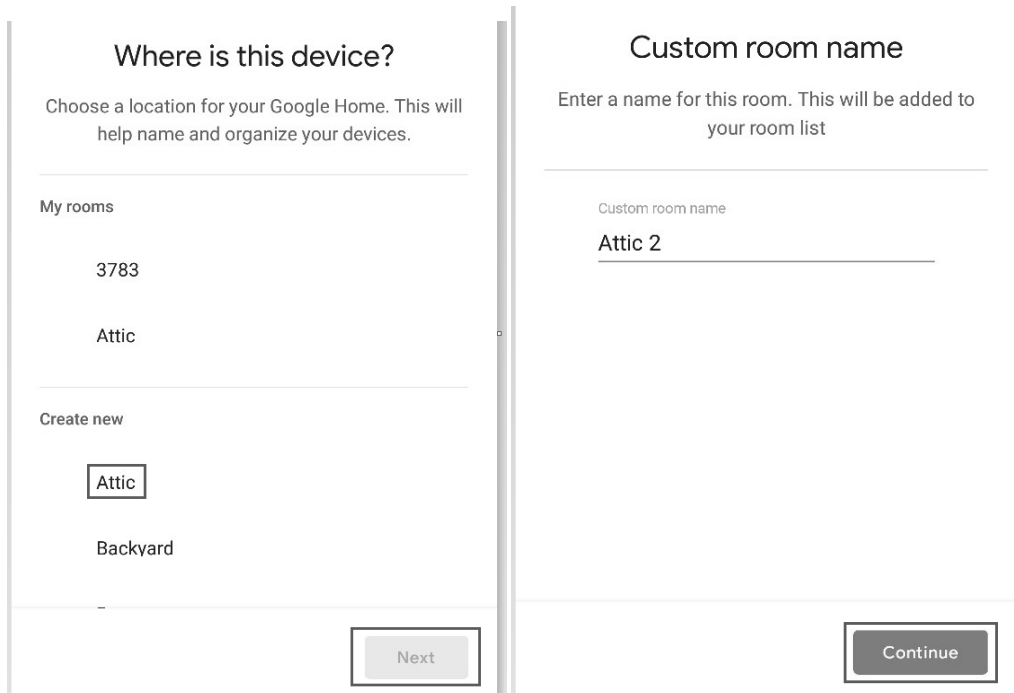 Where is this device?
Choose a location for your Google Home. This will
help name and organize your devices.
My rooms
3783
Attic
Create new
Attic
Backyard
Next
Custom room name
Enter a name for this room. This will be added to
your room list
Custom room name
Attic 2
Continue